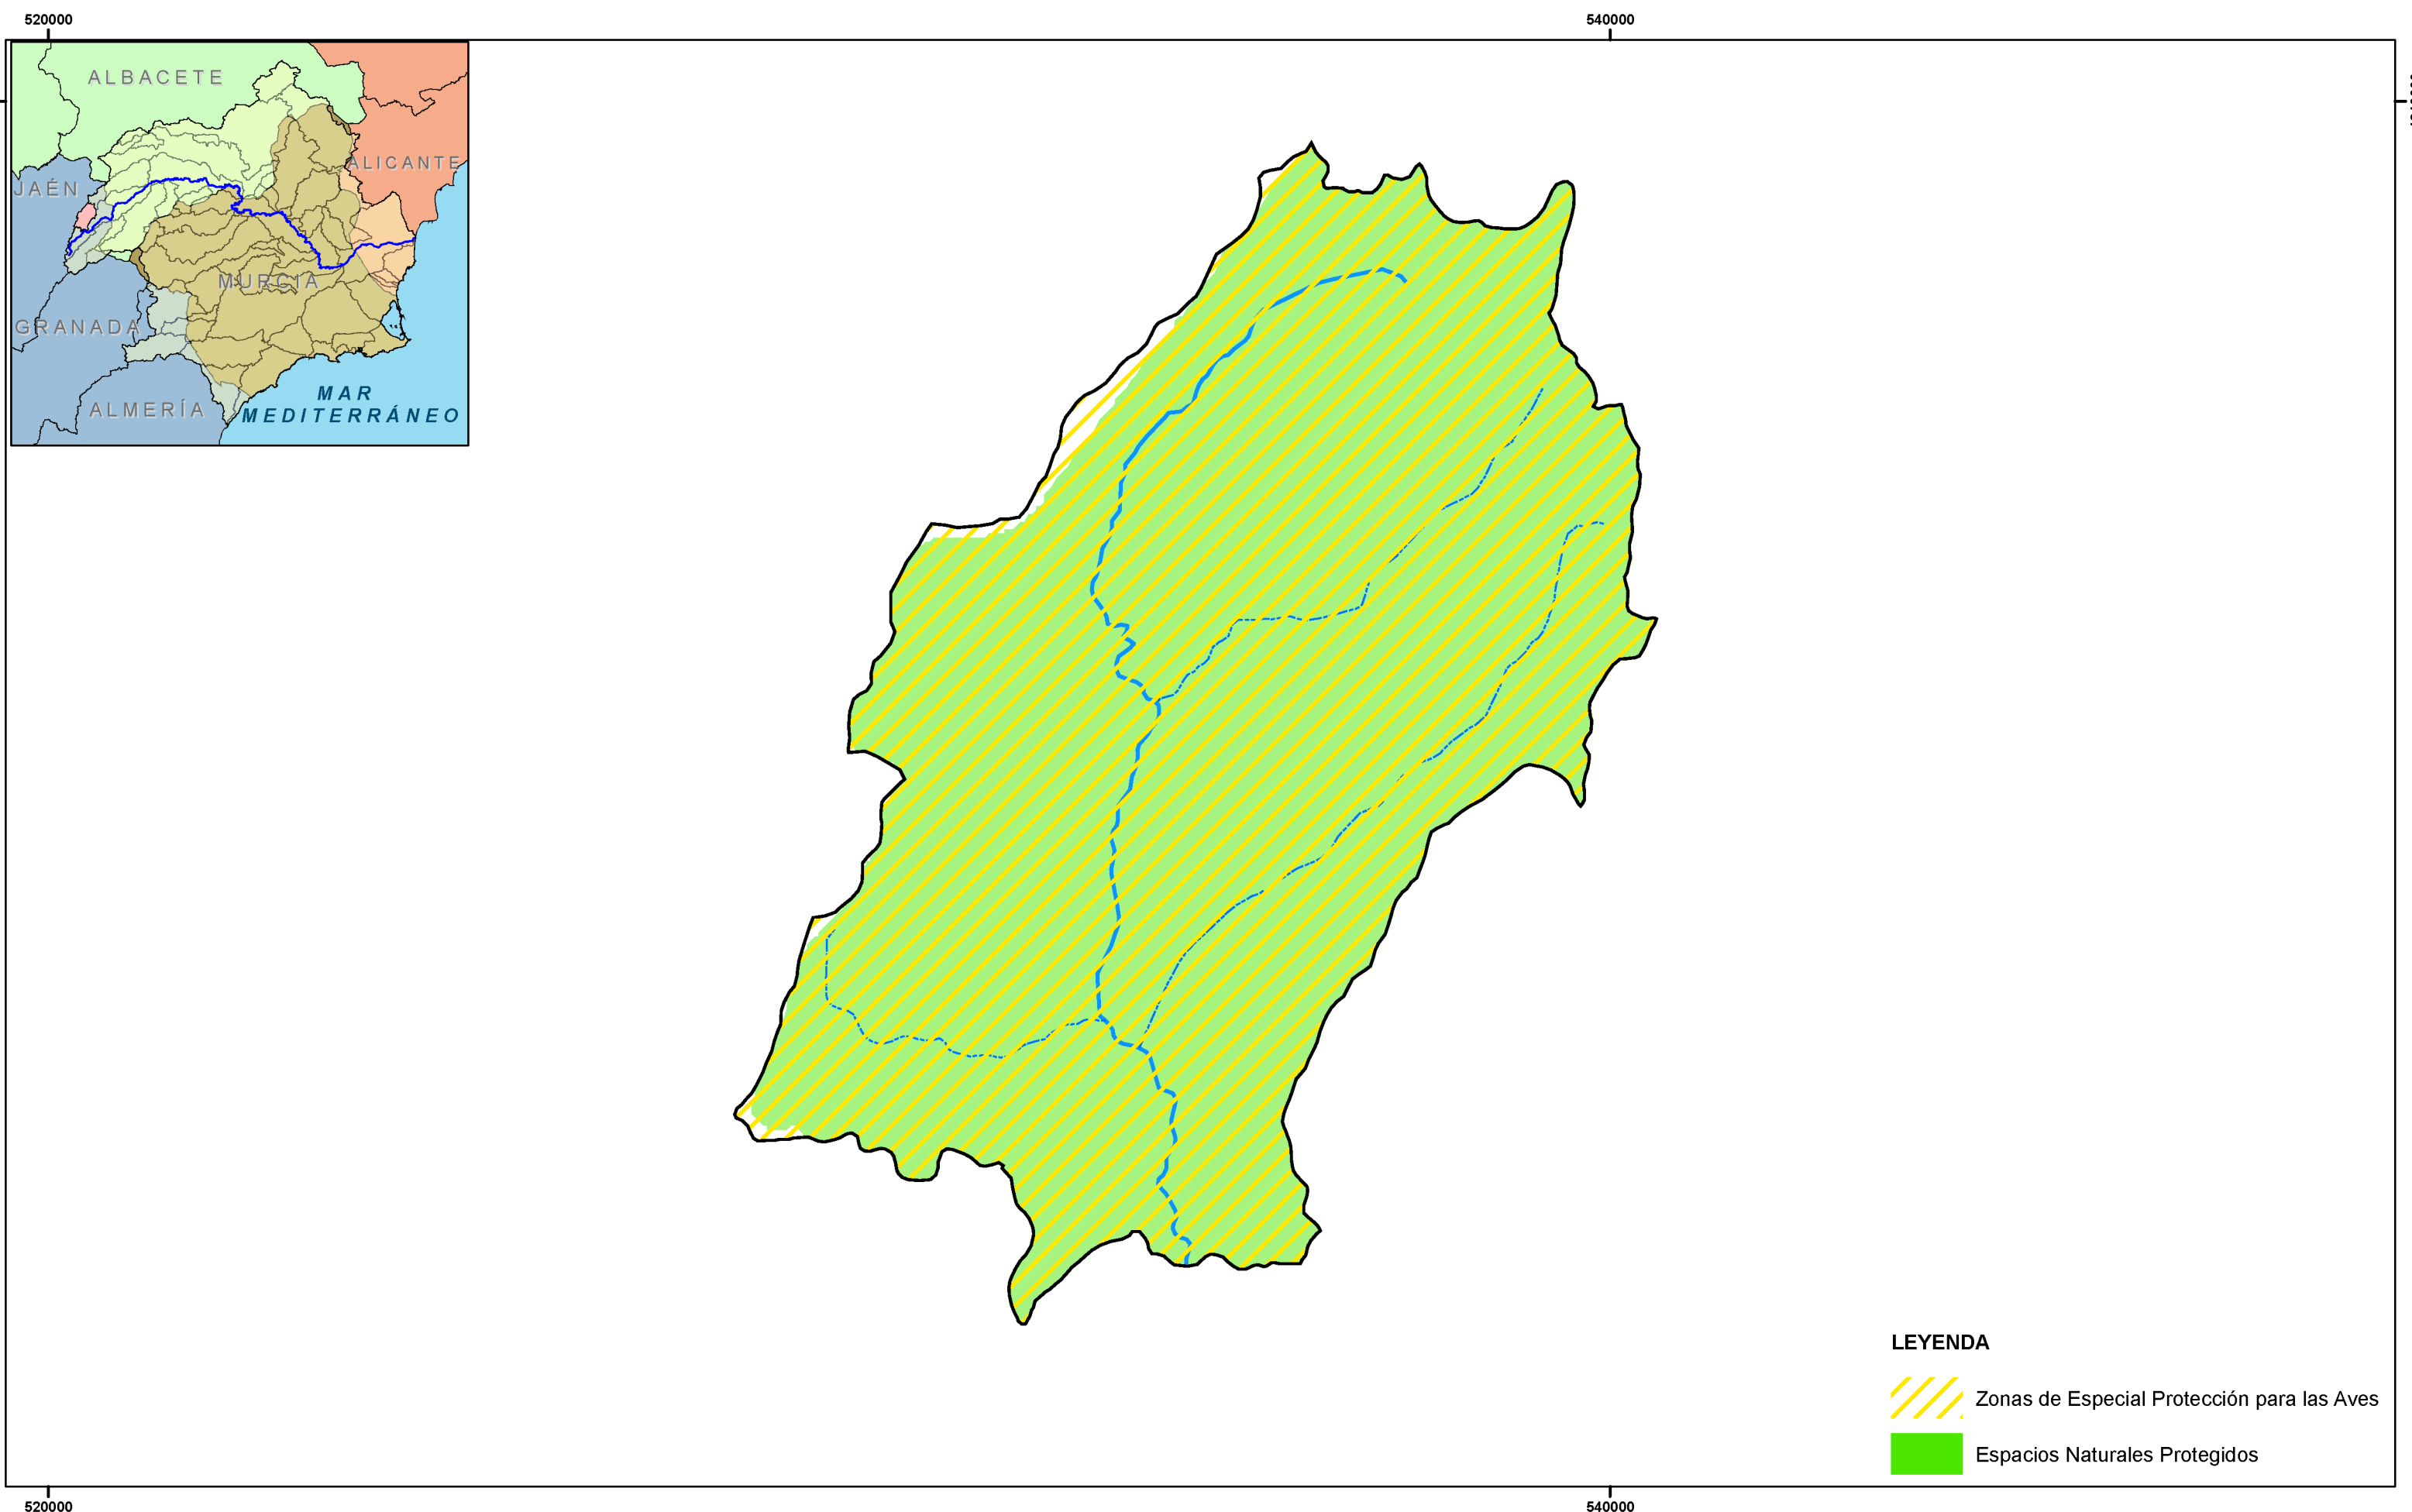 520000
540000
ALBACETE
ALICANTE
JAÉN
MURCIA
GRANADA
ALMERÍA
MAR
MEDITERRÁNEO
LEYENDA
Zonas de Especial Protección para las Aves
Espacios Naturales Protegidos
520000
540000